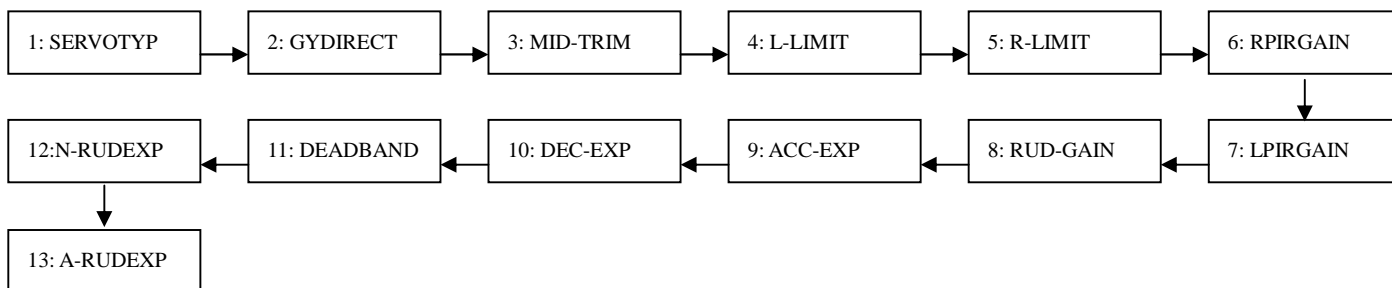 1: SERVOTYP
2: GYDIRECT
3: MID-TRIM
4: L-LIMIT
5: R-LIMIT
6: RPIRGAIN
7: LPIRGAIN
8: RUD-GAIN
9: ACC-EXP
10: DEC-EXP
11: DEADBAND
12:N-RUDEXP
13: A-RUDEXP